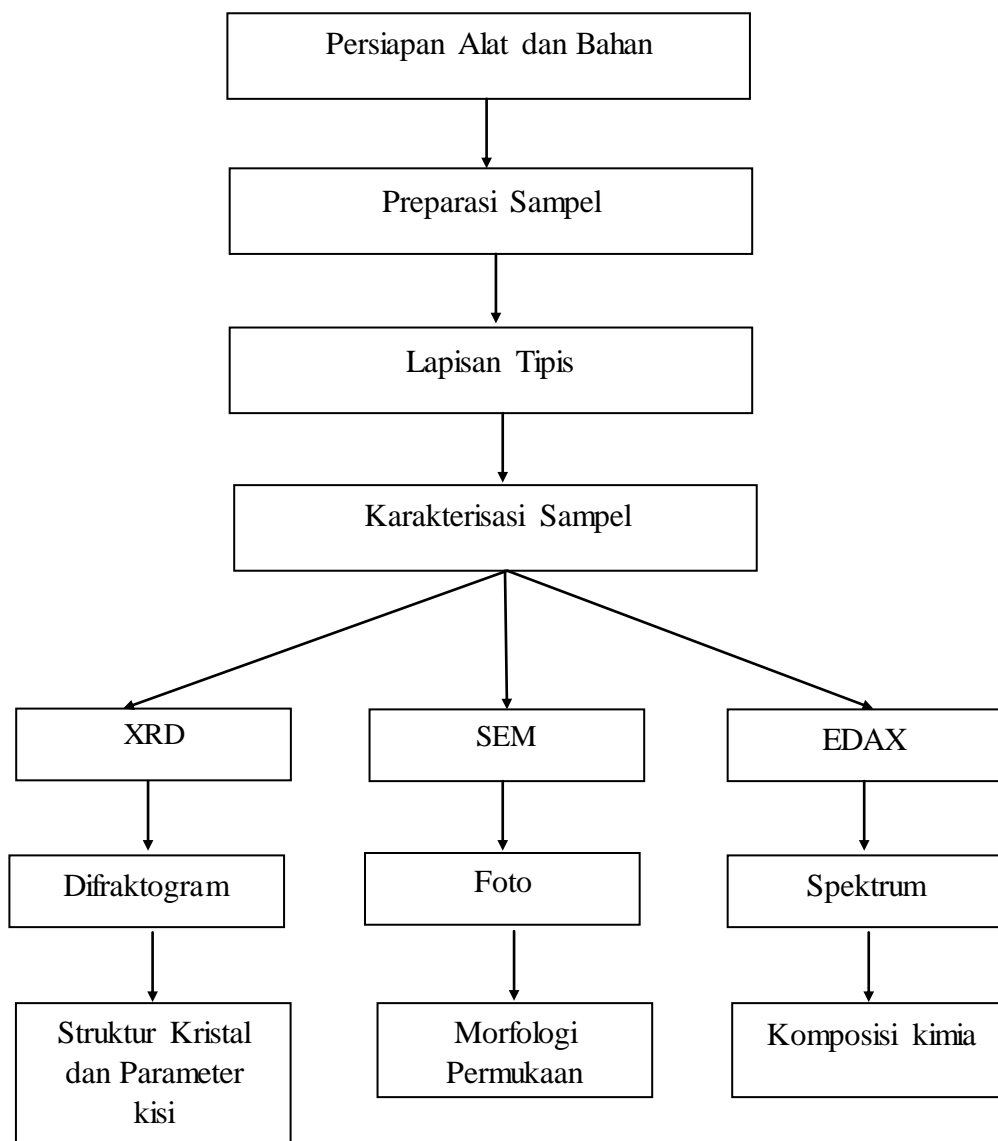 Persiapan Alat dan Bahan
Preparasi Sampel
Lapisan Tipis
Karakterisasi Sampel
XRD
SEM
EDAX
Difraktogram
Foto
Spektrum
Struktur Kristal
dan Parameter
kisi
Morfologi
Permukaan
Komposisi kimia